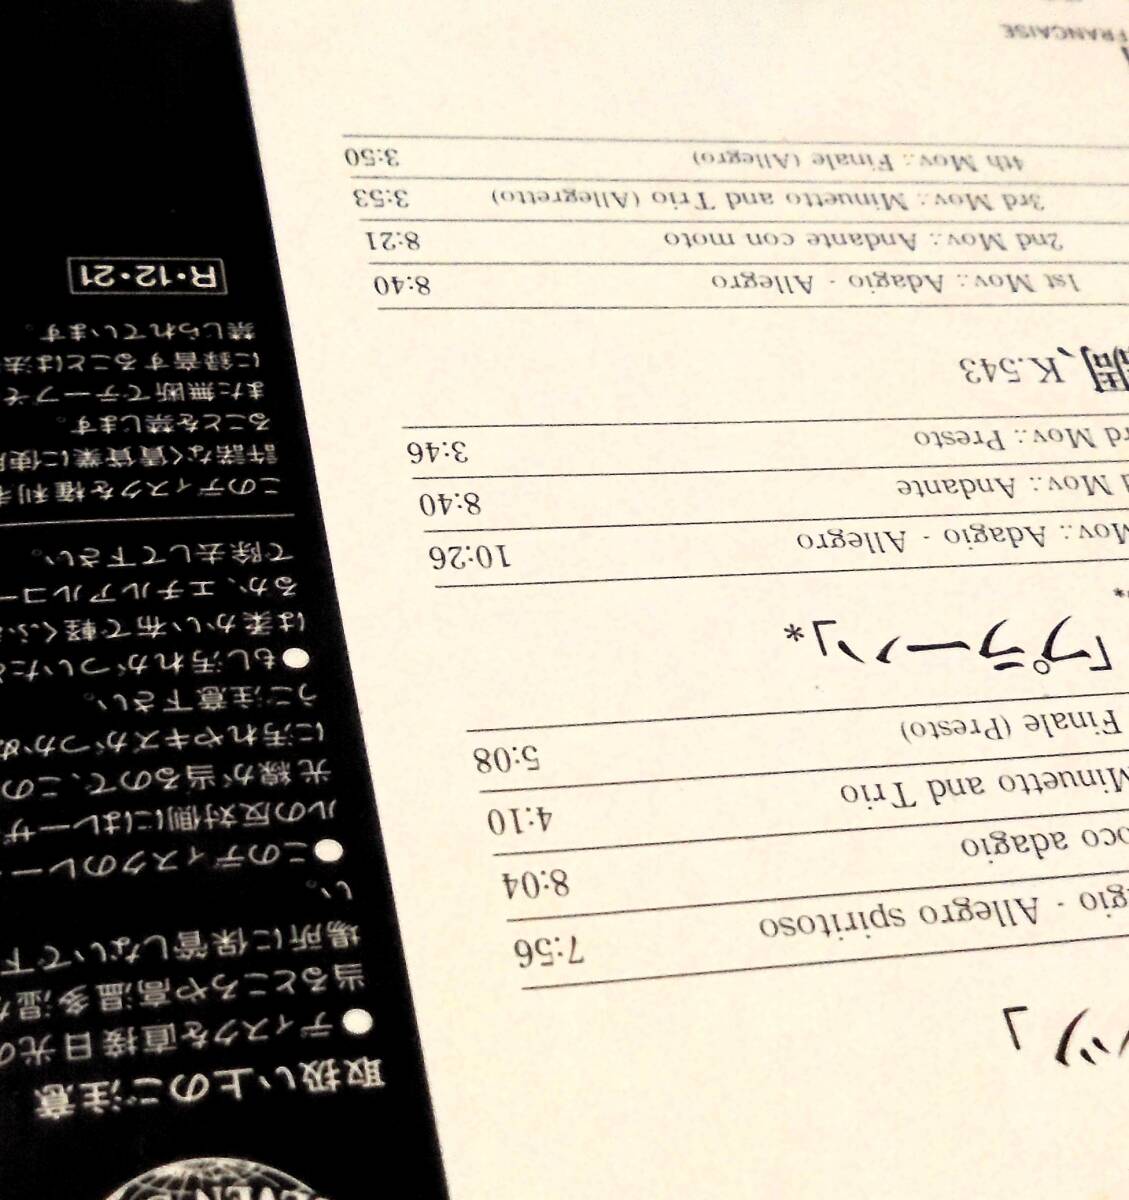 ッツ」
gio - Allegro spiritoso 7:56
oco adagio 8:04
Minuetto and Trio 4:10
Finale (Presto) 5:08
「プラーハ」*
Mov.: Adagio - Allegro 10:26
Mov.: Andante 8:40
rd Mov.: Presto 3:46
調、K.543
1st Mov.: Adagio - Allegro 8:40
2nd Mov.: Andante con moto 8:21
3rd Mov.: Minuetto and Trio (Allegretto) 3:53
4th Mov.: Finale (Allegro) 3:50
FRANCAISE
取扱い上のご注意
●ディスクを直接日光の
当るところや高温多湿な
場所に保管しないで下
い。
●このディスクのレー
ルの反対側にはレーザ
光線が当るので、この
に汚れやキズがつかぬ
うご注意下さい。
●もし汚れがついた
は柔かい布で軽くふ
るか、エチルアルコー
で除去して下さい。
このディスクを権利者
許諾なく賃貸業に使用
ることを禁じます。
また無断でテープそ
に録音することは法
禁じられています。
R・12・21